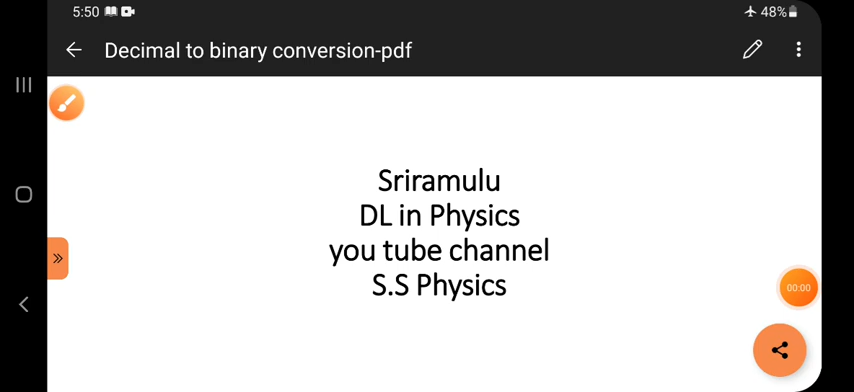 5:50 48%
Decimal to binary conversion-pdf
Sriramulu
DL in Physics
you tube channel
S.S Physics
00:00